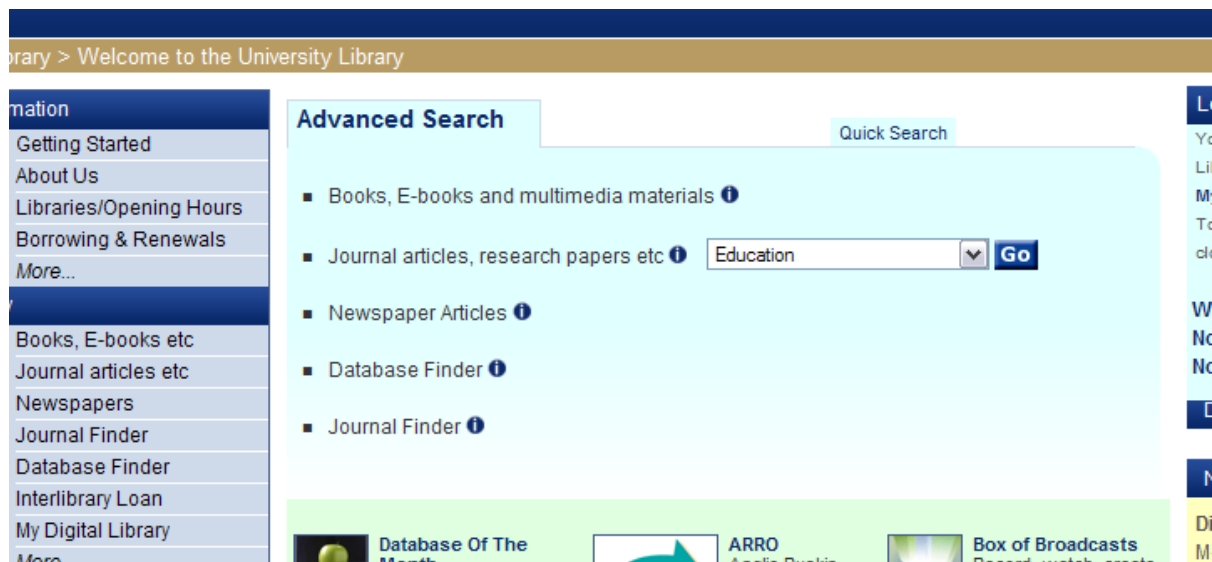 > Welcome to the University Library
Getting Started
About Us
Libraries/Opening Hours
Borrowing & Renewals
More...
Books, E-books etc
Journal articles etc
Newspapers
Journal Finder
Database Finder
Interlibrary Loan
My Digital Library
More
Advanced Search
Quick Search
Books, E-books and multimedia materials
Journal articles, research papers etc
Education
Go
Newspaper Articles
Database Finder
Journal Finder
Database Of The
Month
ARRO
Box of Broadcasts